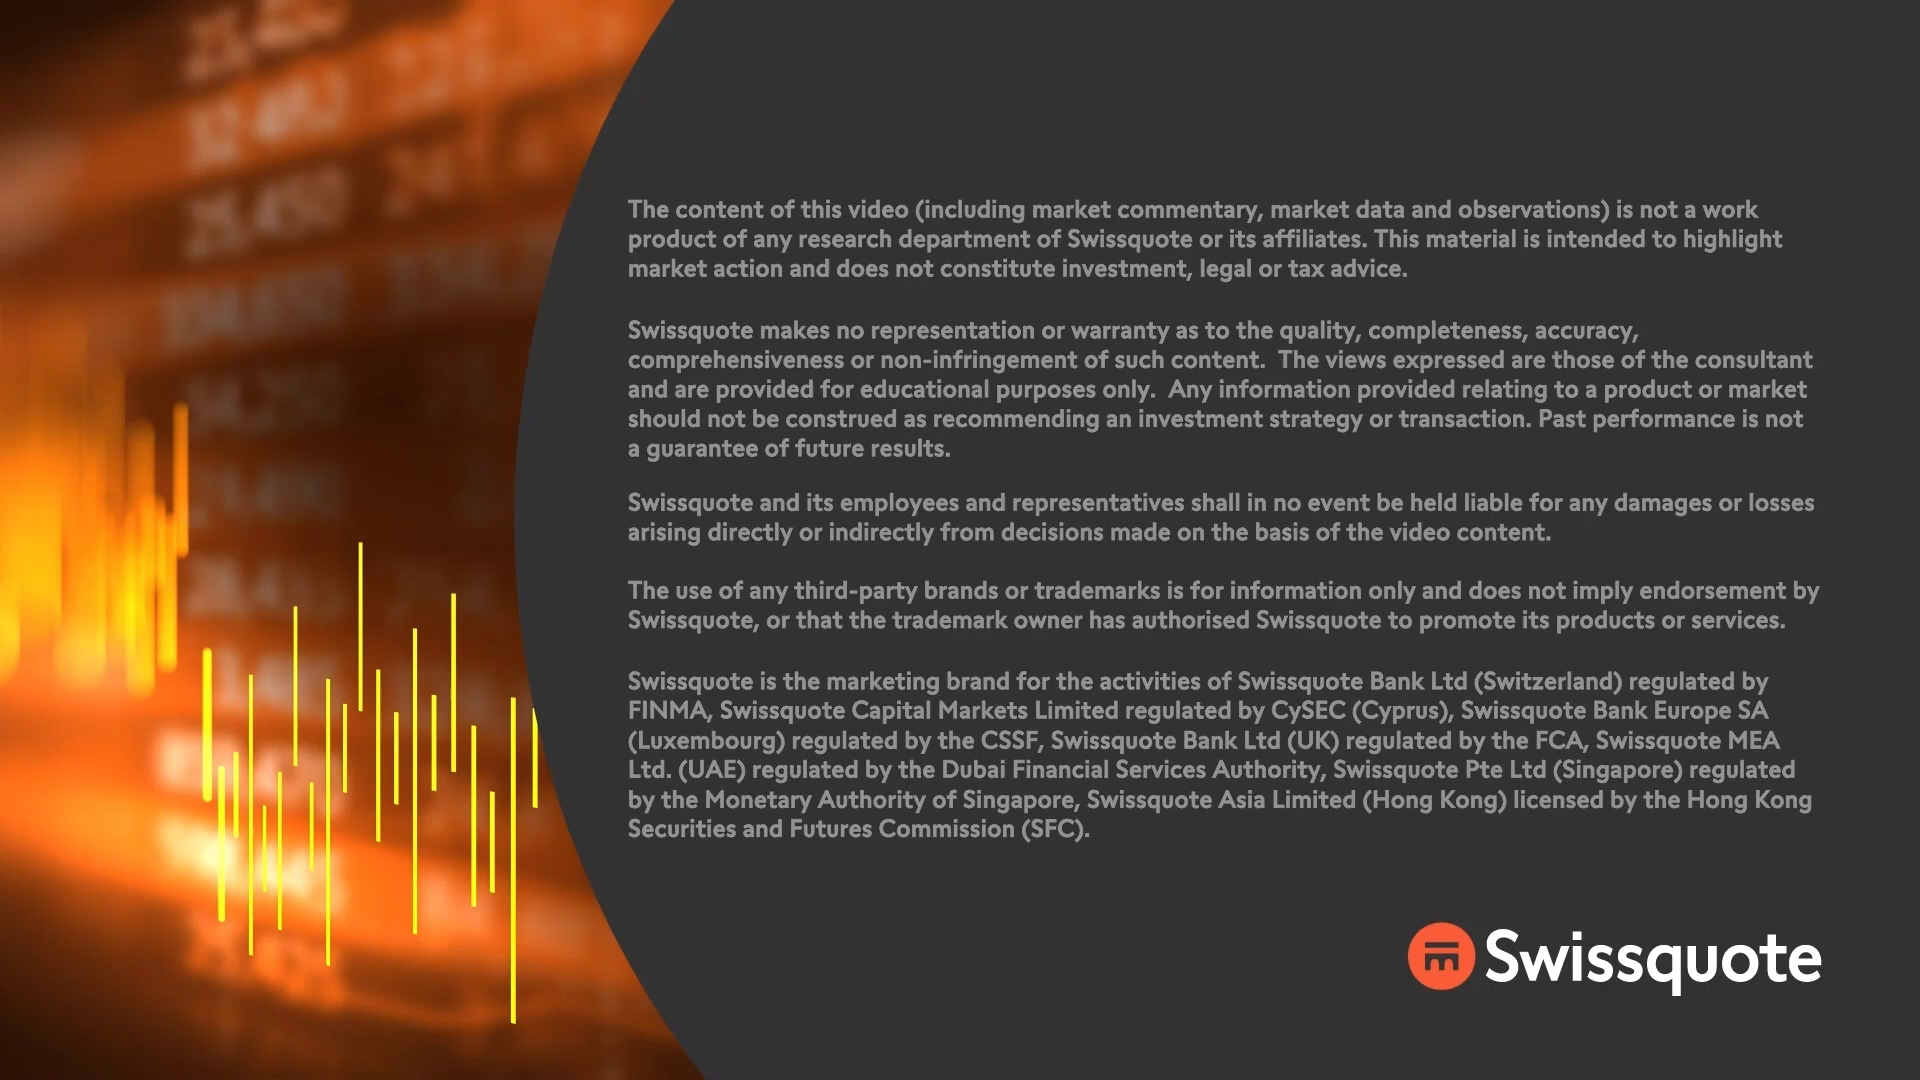 The content of this video (including market commentary, market data and observations) is not a work
product of any research department of Swissquote or its affiliates. This material is intended to highlight
market action and does not constitute investment, legal or tax advice.
Swissquote makes no representation or warranty as to the quality, completeness, accuracy,
comprehensiveness or non-infringement of such content.  The views expressed are those of the consultant
and are provided for educational purposes only.  Any information provided relating to a product or market
should not be construed as recommending an investment strategy or transaction. Past performance is not
a guarantee of future results.
Swissquote and its employees and representatives shall in no event be held liable for any damages or losses
arising directly or indirectly from decisions made on the basis of the video content.
The use of any third-party brands or trademarks is for information only and does not imply endorsement by
Swissquote, or that the trademark owner has authorised Swissquote to promote its products or services.
Swissquote is the marketing brand for the activities of Swissquote Bank Ltd (Switzerland) regulated by
FINMA, Swissquote Capital Markets Limited regulated by CySEC (Cyprus), Swissquote Bank Europe SA
(Luxembourg) regulated by the CSSF, Swissquote Bank Ltd (UK) regulated by the FCA, Swissquote MEA
Ltd. (UAE) regulated by the Dubai Financial Services Authority, Swissquote Pte Ltd (Singapore) regulated
by the Monetary Authority of Singapore, Swissquote Asia Limited (Hong Kong) licensed by the Hong Kong
Securities and Futures Commission (SFC).
Swissquote